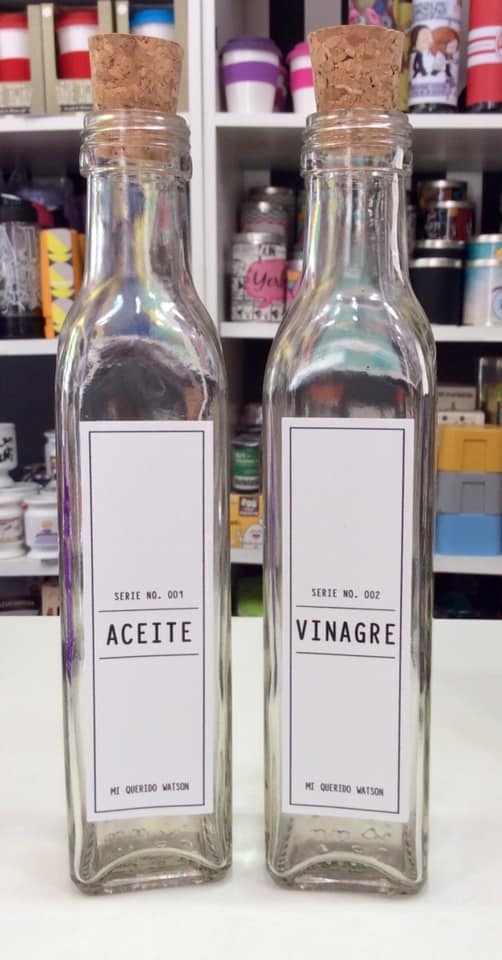 SERIE NO. 001
ACEITE
MI QUERIDO WATSON
SERIE NO. 002
VINAGRE
MI QUERIDO WATSON